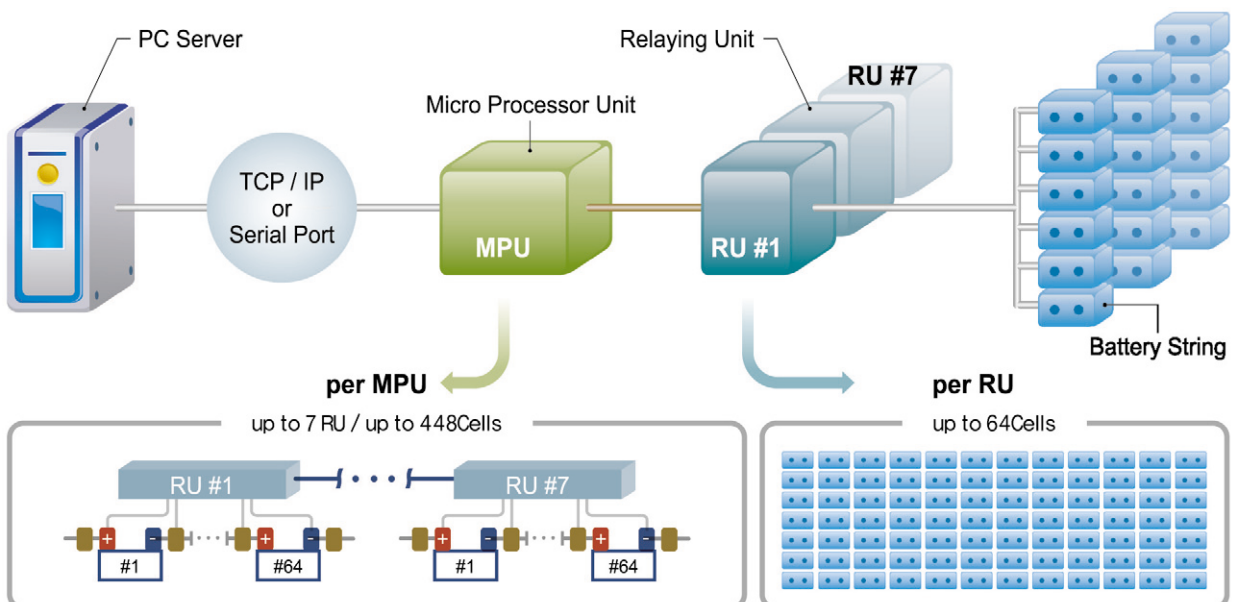 PC Server
Relaying Unit
RU #7
Micro Processor Unit
TCP / IP
or
Serial Port
MPU
RU #1
Battery String
per MPU
per RU
up to 7 RU / up to 448Cells
up to 64Cells
RU #1
RU #7
+ - + -
+ - + -
#1
#64
#1
#64